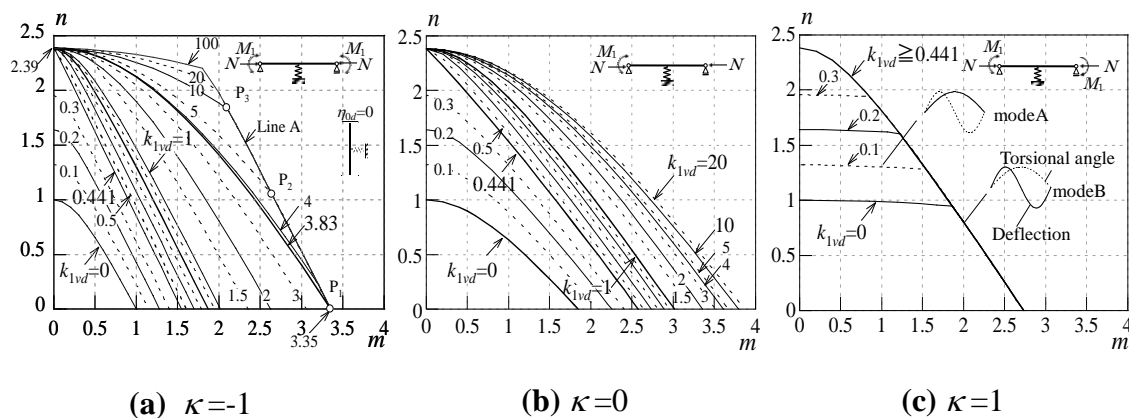 n
2.5
2
1.5
1
0.5
0
2.39
0.3
0.2
0.1
k1vd=0
0.441
0.5
k1vd=1
100
20
10
5
P3
Line A
P2
4
3.83
P1
η0d=0
M1 M1
N N
1.5 2 3
0 0.5 1 1.5 2 2.5 3 3.5 4
3.35
m
(a) κ=-1
n
2.5
2
1.5
1
0.5
0
0.3
0.2
0.1
k1vd=0
0.5
0.441
k1vd=1
k1vd=20
10
5
4
2
1.5 3
M1
N N
0 0.5 1 1.5 2 2.5 3 3.5 4
m
(b) κ=0
n
2.5
2
1.5
1
0.5
0
k1vd≧0.441
0.3
0.2
0.1
k1vd=0
M1
N N
M1
modeA
Torsional angle
modeB
Deflection
0 0.5 1 1.5 2 2.5 3 3.5 4
m
(c) κ=1